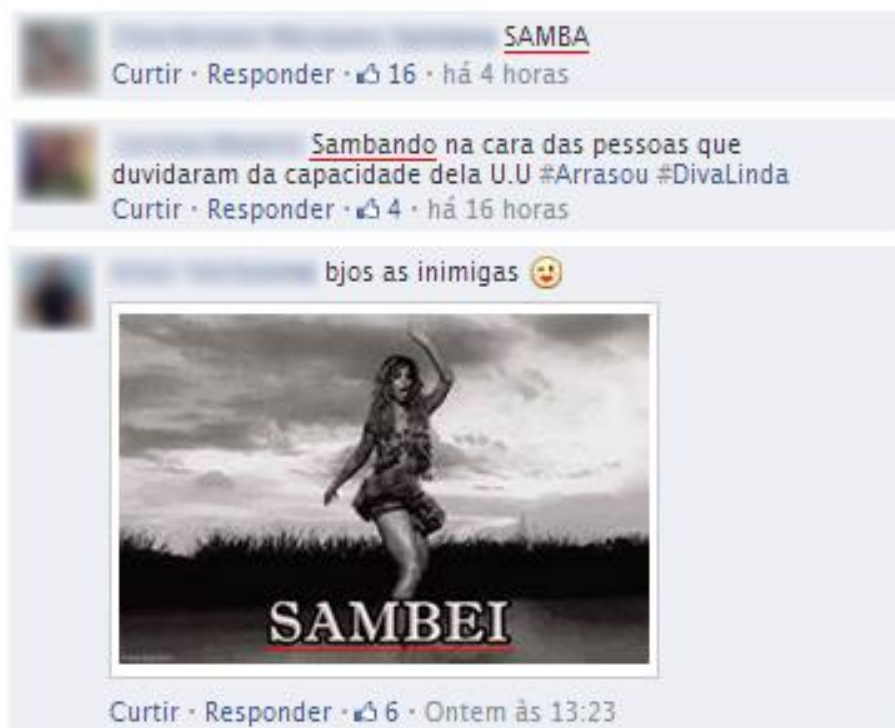 SAMBA
Curtir · Responder · 16 · há 4 horas
Sambando na cara das pessoas que
duvidaram da capacidade dela U.U #Arrasou #DivaLinda
Curtir · Responder · 4 · há 16 horas
bjos as inimigas
SAMBEI
Curtir · Responder · 6 · Ontem às 13:23